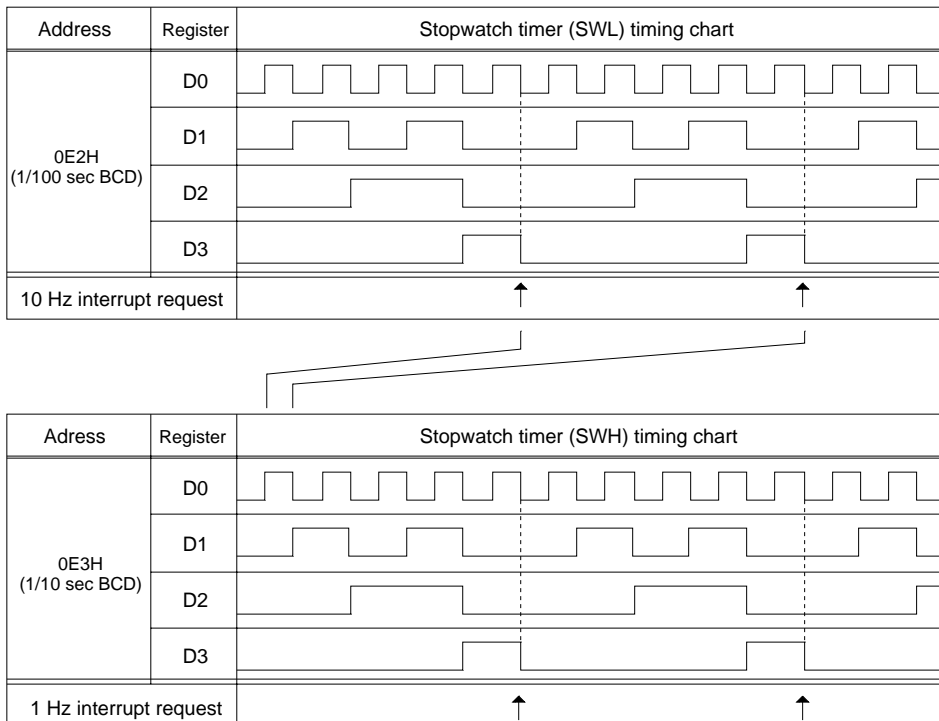 Address Register Stopwatch timer (SWL) timing chart
0E2H
(1/100 sec BCD)
D0
D1
D2
D3
10 Hz interrupt request
Adress Register Stopwatch timer (SWH) timing chart
0E3H
(1/10 sec BCD)
D0
D1
D2
D3
1 Hz interrupt request